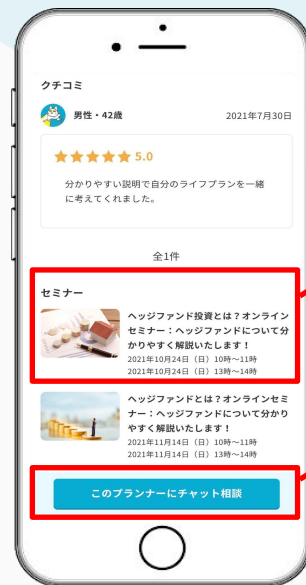 クチコミ
男性・42歳
2021年7月30日
5.0
分かりやすい説明で自分のライフプランを一緒
に考えてくれました。
全1件
セミナー
ヘッジファンド投資とは？オンライン
セミナー：ヘッジファンドについて分
かりやすく解説いたします！
2021年10月24日（日）10時〜11時
2021年10月24日（日）13時〜14時
ヘッジファンドとは？オンラインセミ
ナー：ヘッジファンドについて分かり
やすく解説いたします！
2021年11月14日（日）10時〜11時
2021年11月14日（日）13時〜14時
このプランナーにチャット相談